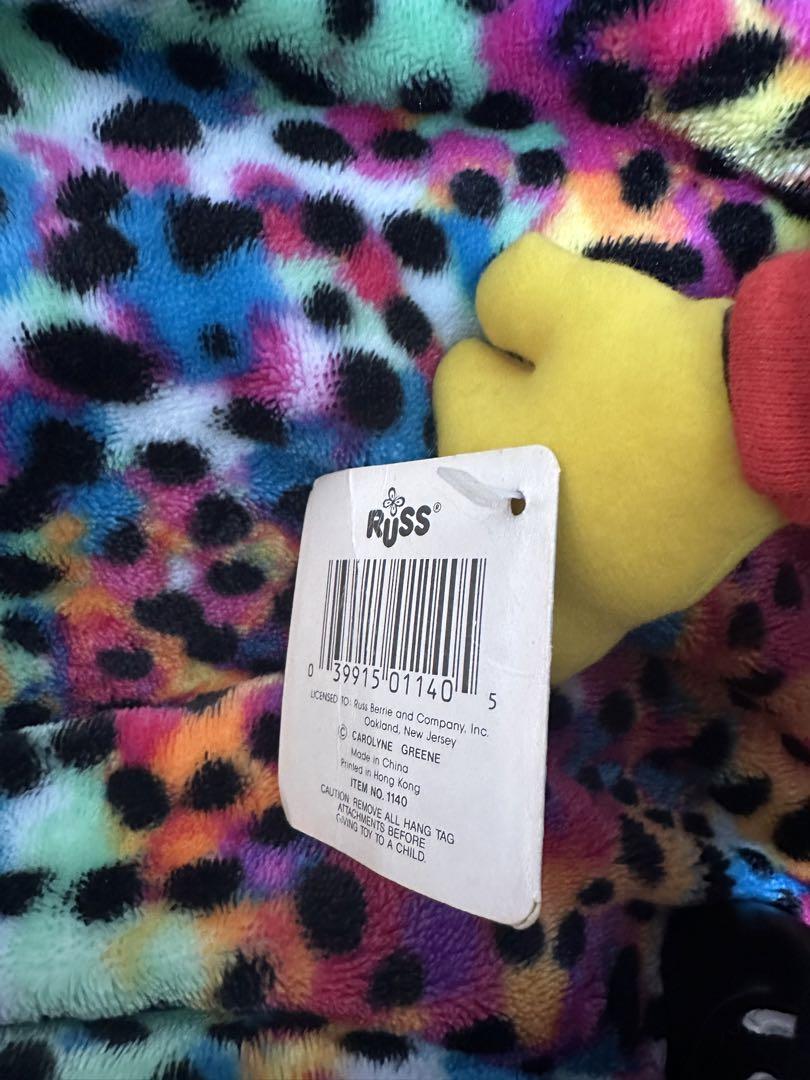 RUSS®
0 39915 01140 5
LICENSED TO: Russ Berrie and Company, Inc.
Oakland, New Jersey
© CAROLYNE GREENE
Made in China
Printed in Hong Kong
ITEM NO. 1140
CAUTION: REMOVE ALL HANG TAG
ATTACHMENTS BEFORE
GIVING TOY TO A CHILD.